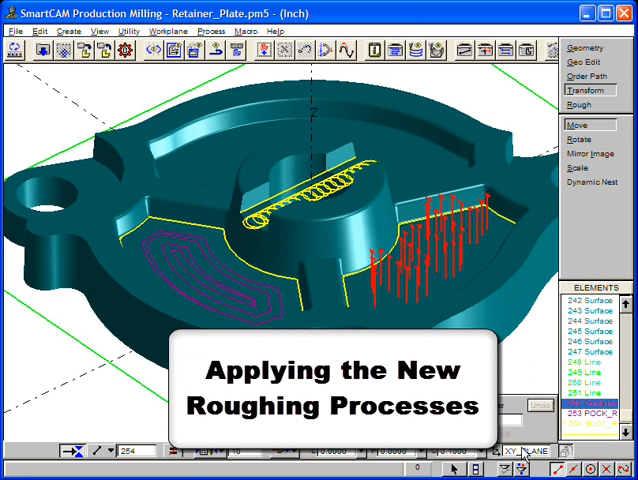 SmartCAM Production Milling - Retainer_Plate.pm5 - (Inch)
File Edit Create View Utility Workplane Process Macro Help
Geometry
Geo Edit
Order Path
Transform
Rough
Move
Rotate
Mirror Image
Scale
Dynamic Nest
Z
ELEMENTS
242 Surface
243 Surface
244 Surface
245 Surface
246 Surface
247 Surface
248 Line
249 Line
250 Line
251 Line
253 POCK_R
254 SLOT_R
Undo
Applying the New
Roughing Processes
254
XY_PLANE
0